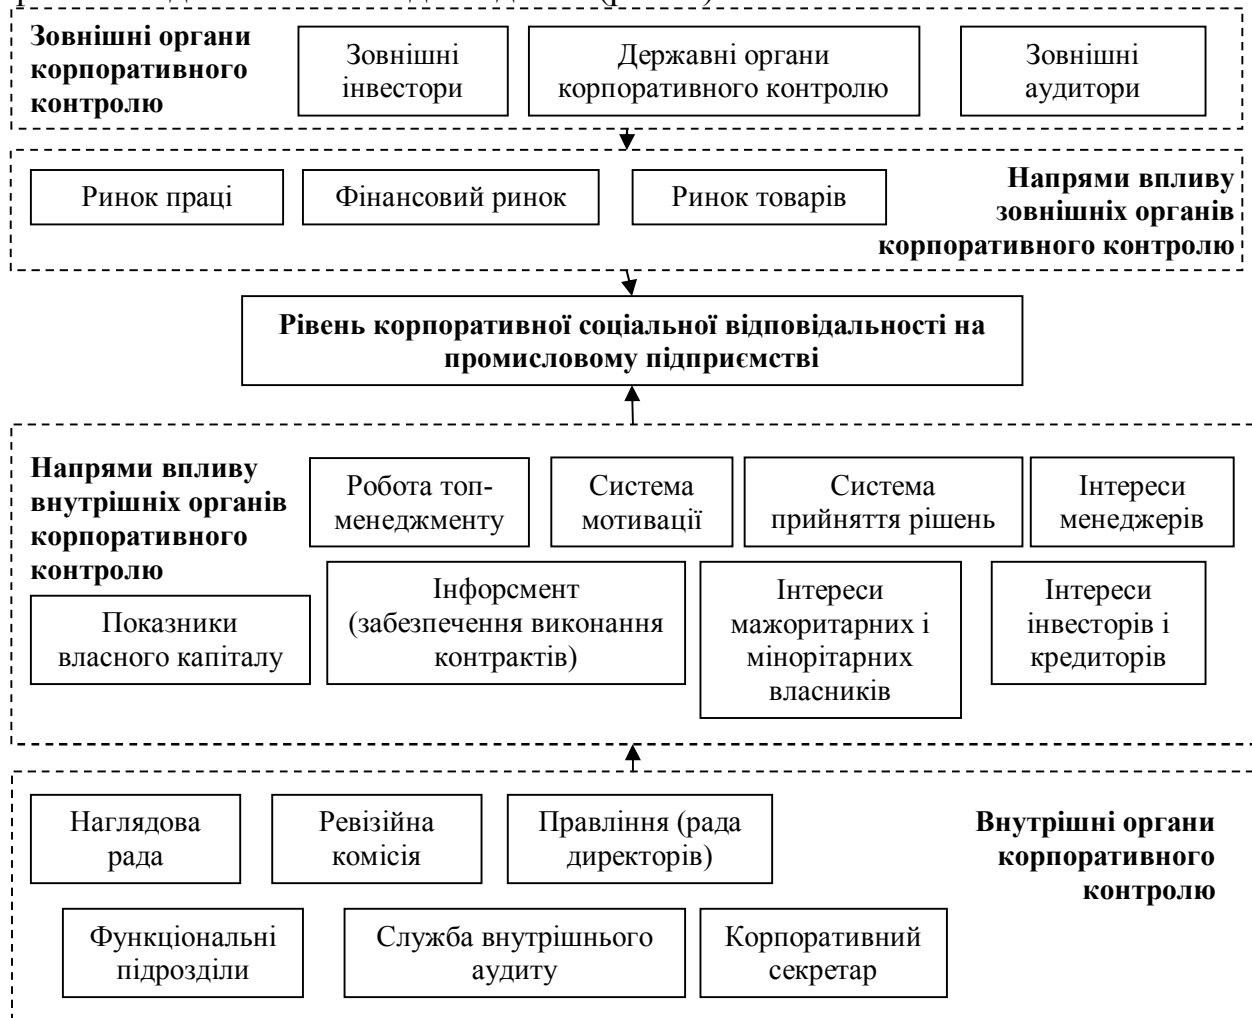 Зовнішні органи
корпоративного
контролю
Зовнішні
інвестори
Державні органи
корпоративного контролю
Зовнішні
аудитори
Ринок праці
Фінансовий ринок
Ринок товарів
Напрями впливу
зовнішніх органів
корпоративного контролю
Рівень корпоративної соціальної відповідальності на
промисловому підприємстві
Напрями впливу
внутрішніх органів
корпоративного
контролю
Робота топ-
менеджменту
Система
мотивації
Система
прийняття рішень
Інтереси
менеджерів
Показники
власного капіталу
Інфорсмент
(забезпечення виконання
контрактів)
Інтереси
мажоритарних і
мінорітарних
власників
Інтереси
інвесторів і
кредиторів
Наглядова
рада
Ревізійна
комісія
Правління (рада
директорів)
Внутрішні органи
корпоративного
контролю
Функціональні
підрозділи
Служба внутрішнього
аудиту
Корпоративний
секретар